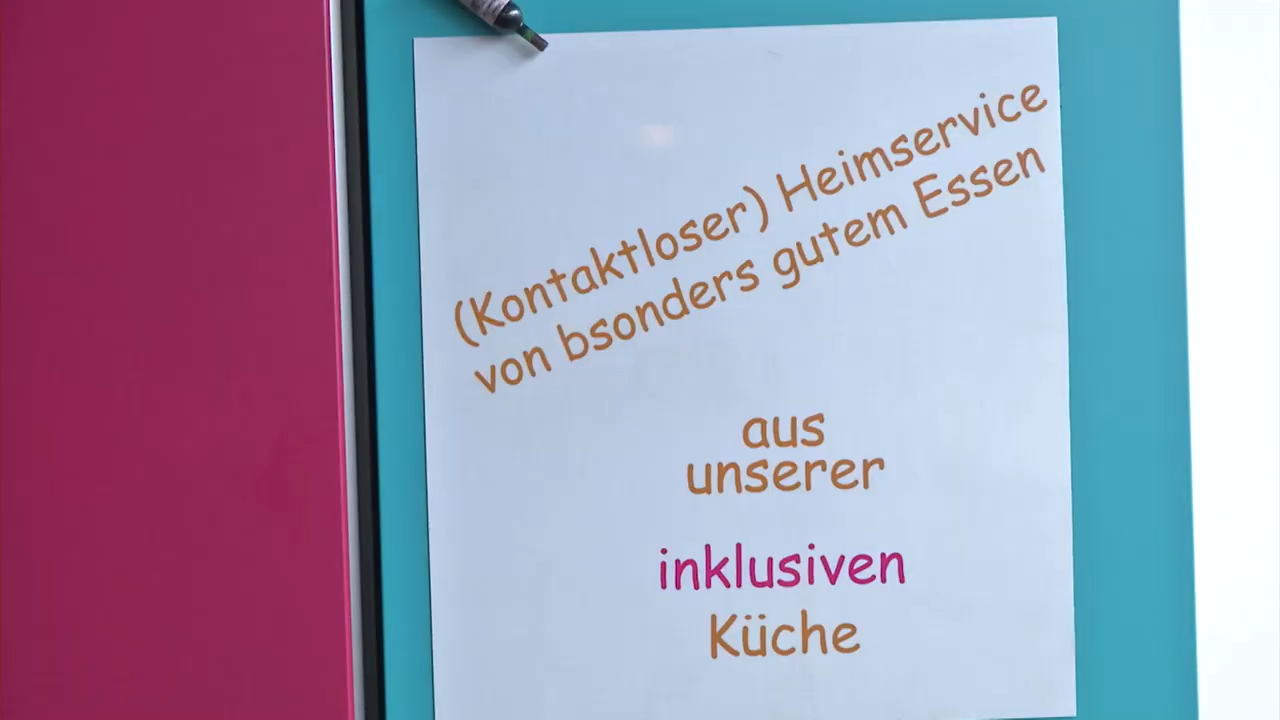 (Kontaktloser) Heimservice
von bsonders gutem Essen
aus
unserer
inklusiven
Küche